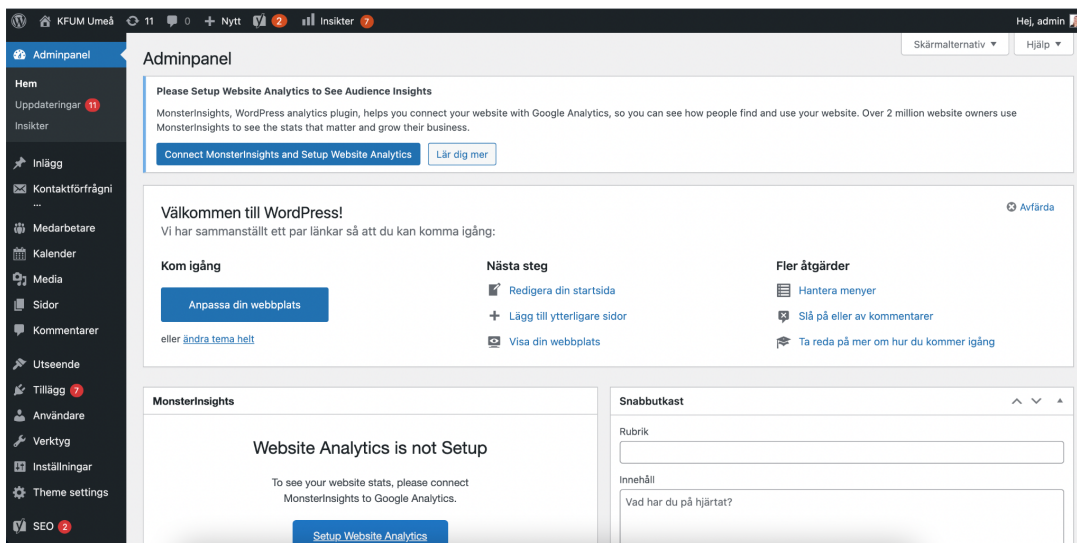 KFUM Umeå 11 0 Nytt 2 Insikter 7 Hej, admin
Skärmalternativ Hjälp
Adminpanel
Hem
Uppdateringar 11
Insikter
Inlägg
Kontaktförfrågni
...
Medarbetare
Kalender
Media
Sidor
Kommentarer
Utseende
Tillägg 7
Användare
Verktyg
Inställningar
Theme settings
SEO 2
Adminpanel
Please Setup Website Analytics to See Audience Insights
MonsterInsights, WordPress analytics plugin, helps you connect your website with Google Analytics, so you can see how people find and use your website. Over 2 million website owners use
MonsterInsights to see the stats that matter and grow their business.
Connect MonsterInsights and Setup Website Analytics Lär dig mer
Välkommen till WordPress!
Avfärda
Vi har sammanställt ett par länkar så att du kan komma igång:
Kom igång
Anpassa din webbplats
eller ändra tema helt
Nästa steg
Redigera din startsida
Lägg till ytterligare sidor
Visa din webbplats
Fler åtgärder
Hantera menyer
Slå på eller av kommentarer
Ta reda på mer om hur du kommer igång
MonsterInsights
Website Analytics is not Setup
To see your website stats, please connect
MonsterInsights to Google Analytics.
Setup Website Analytics
Snabbutkast
Rubrik
Innehåll
Vad har du på hjärtat?